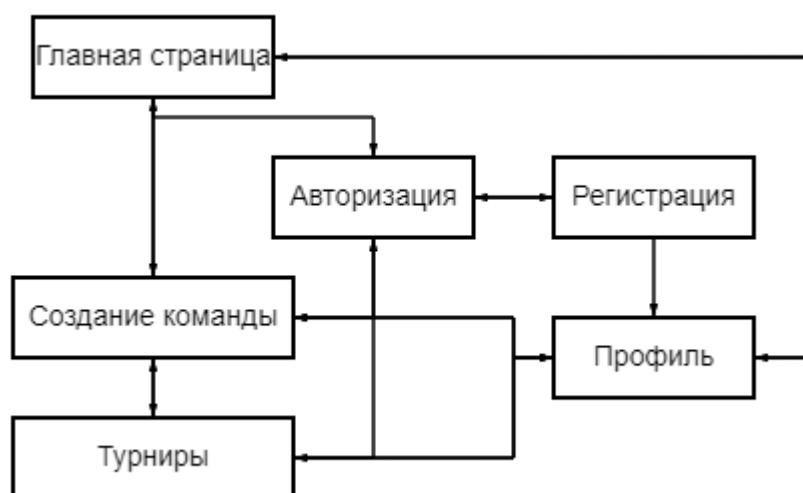 Главная страница
Авторизация
Регистрация
Создание команды
Профиль
Турниры